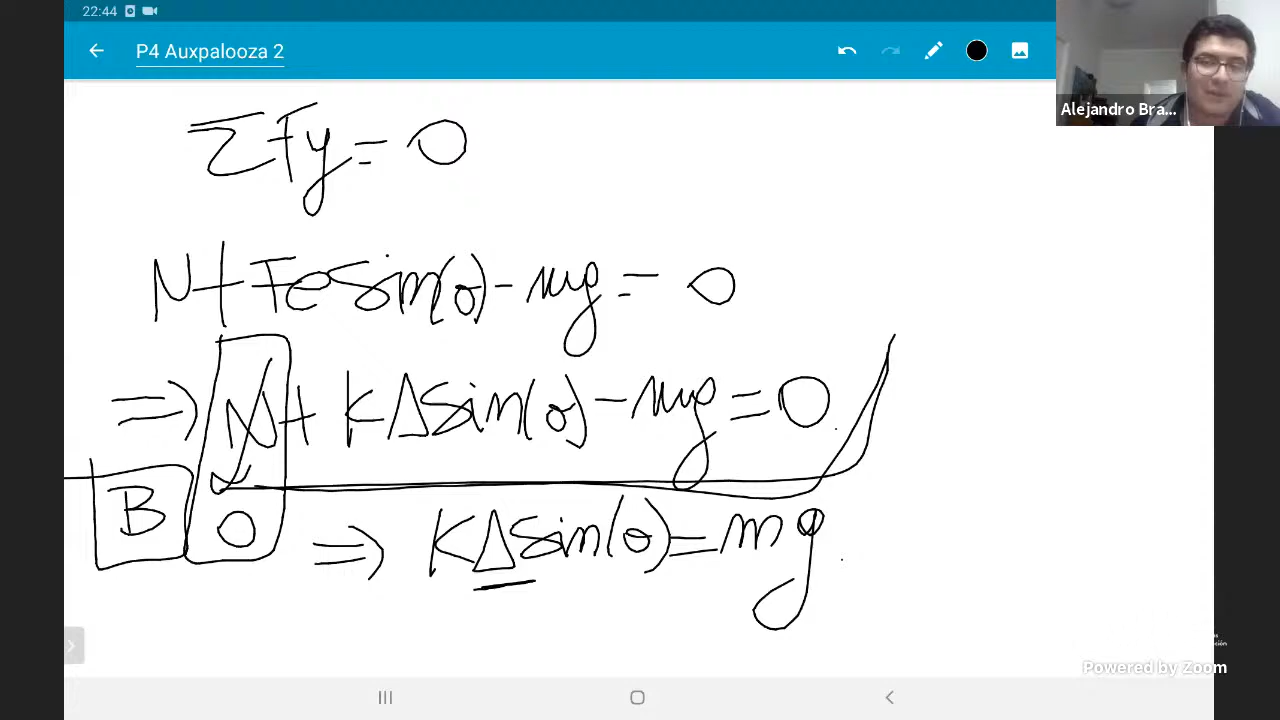 22:44
P4 Auxpalooza 2
Alejandro Bra...
ΣFy = 0
N + Fe sin(θ) - mg = 0
⇒ N + KΔ sin(θ) - mg = 0
B 0 ⇒ KΔ sin(θ) = mg
Powered by Zoom